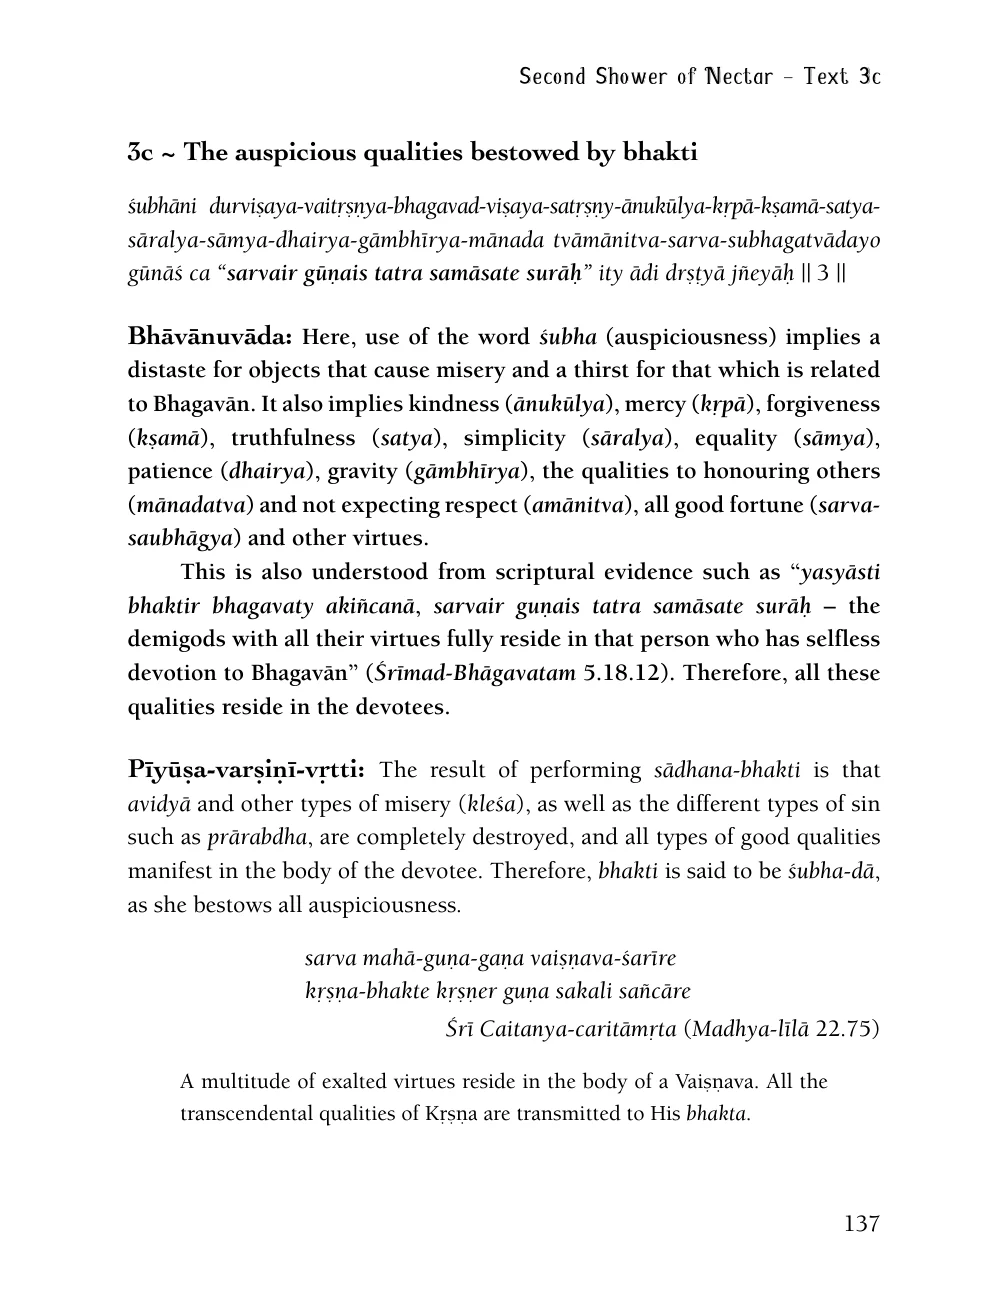 Second Shower of Nectar – Text 3c
3c ~ The auspicious qualities bestowed by bhakti
śubhāni durviṣaya-vaitṛṣṇya-bhagavad-viṣaya-satṛṣṇy-ānukūlya-kṛpā-kṣamā-satya-
sāralya-sāmya-dhairya-gāmbhīrya-mānada tvāmānitva-sarva-subhagatvādayo
gūnāś ca “sarvair gūṇais tatra samāsate surāḥ” ity ādi dṛṣṭyā jñeyāḥ || 3 ||
Bhāvānuvāda: Here, use of the word śubha (auspiciousness) implies a
distaste for objects that cause misery and a thirst for that which is related
to Bhagavān. It also implies kindness (ānukūlya), mercy (kṛpā), forgiveness
(kṣamā), truthfulness (satya), simplicity (sāralya), equality (sāmya),
patience (dhairya), gravity (gāmbhīrya), the qualities to honouring others
(mānadatva) and not expecting respect (amānitva), all good fortune (sarva-
saubhāgya) and other virtues.
This is also understood from scriptural evidence such as “yasyāsti
bhaktir bhagavaty akiñcanā, sarvair guṇais tatra samāsate surāḥ – the
demigods with all their virtues fully reside in that person who has selfless
devotion to Bhagavān” (Śrīmad-Bhāgavatam 5.18.12). Therefore, all these
qualities reside in the devotees.
Pīyūṣa-varṣiṇī-vṛtti: The result of performing sādhana-bhakti is that
avidyā and other types of misery (kleśa), as well as the different types of sin
such as prārabdha, are completely destroyed, and all types of good qualities
manifest in the body of the devotee. Therefore, bhakti is said to be śubha-dā,
as she bestows all auspiciousness.
sarva mahā-guṇa-gaṇa vaiṣṇava-śarīre
kṛṣṇa-bhakte kṛṣṇer guṇa sakali sañcāre
Śrī Caitanya-caritāmṛta (Madhya-līlā 22.75)
A multitude of exalted virtues reside in the body of a Vaiṣṇava. All the
transcendental qualities of Kṛṣṇa are transmitted to His bhakta.
137